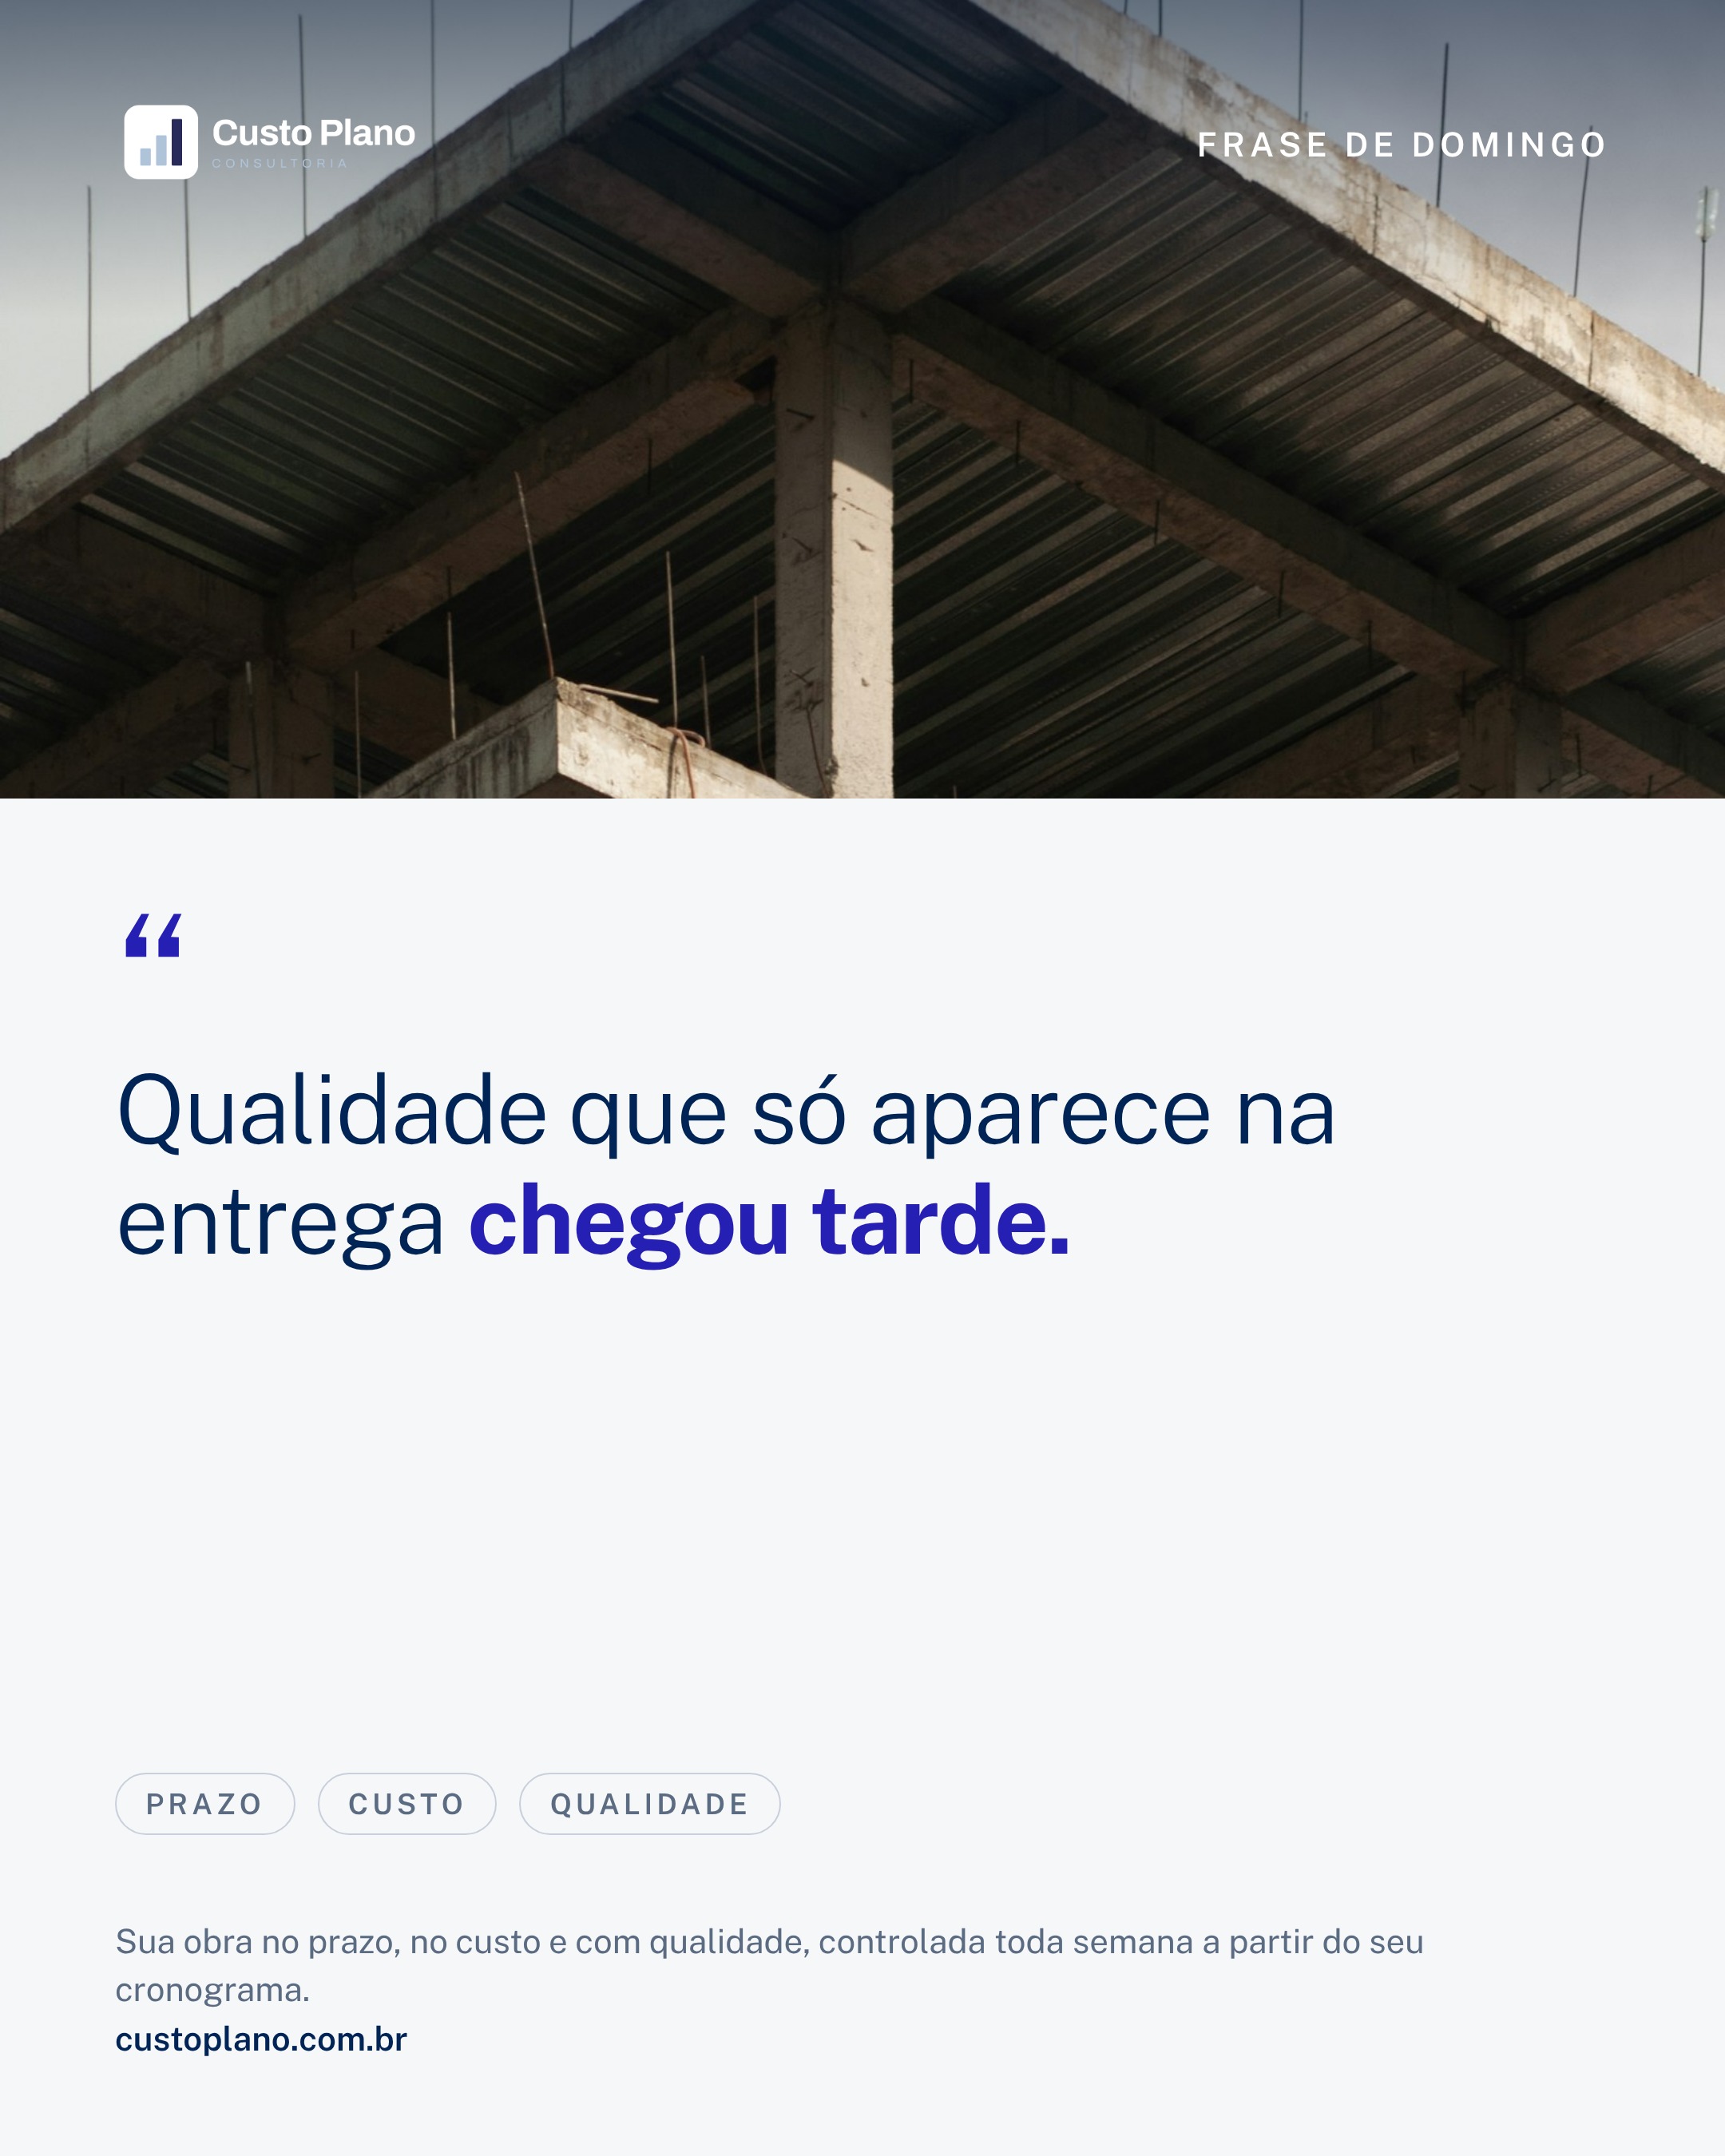 Custo Plano
CONSULTORIA
FRASE DE DOMINGO
“
Qualidade que só aparece na
entrega chegou tarde.
PRAZO CUSTO QUALIDADE
Sua obra no prazo, no custo e com qualidade, controlada toda semana a partir do seu
cronograma.
custoplano.com.br